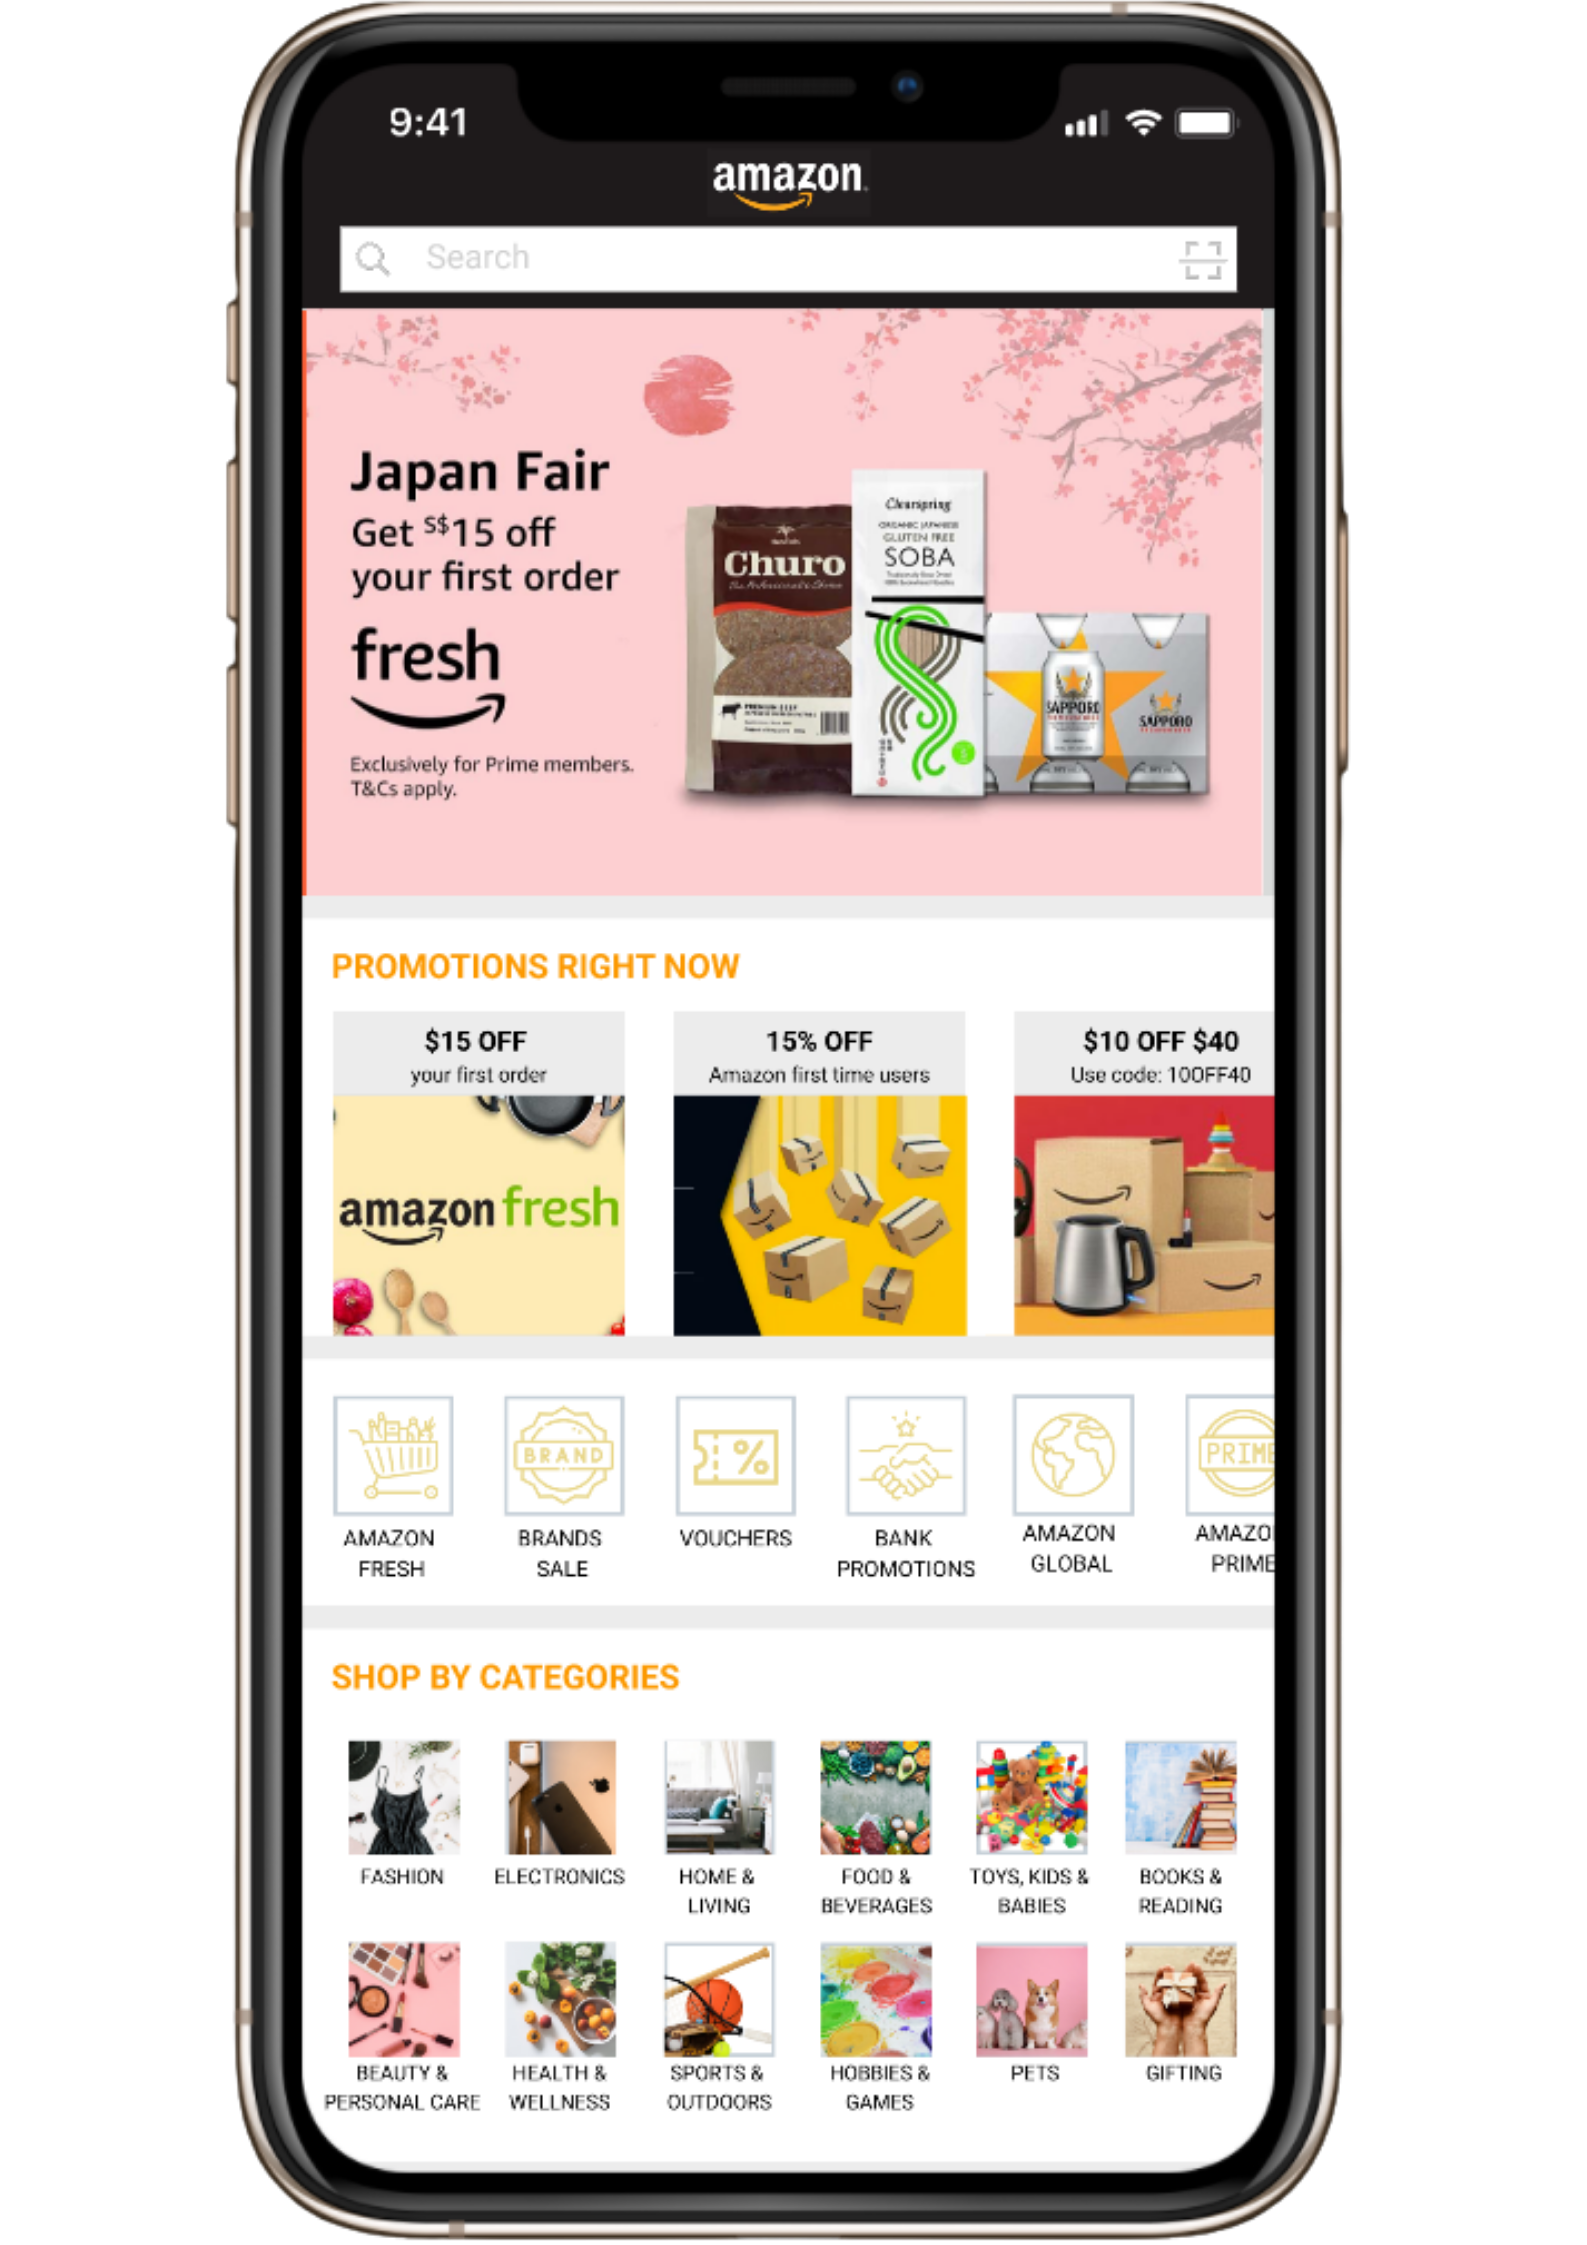 9:41
amazon
Search
Japan Fair
Get S$15 off
your first order
fresh
Exclusively for Prime members.
T&Cs apply.
Churo
Clearspring
ORGANIC JAPANESE
GLUTEN FREE
SOBA
SAPPORO
SAPPORO
PREMIUM BEEF
PROMOTIONS RIGHT NOW
$15 OFF
your first order
15% OFF
Amazon first time users
$10 OFF $40
Use code: 10OFF40
amazon fresh
BRAND
%
PRIME
AMAZON
FRESH
BRANDS
SALE
VOUCHERS
BANK
PROMOTIONS
AMAZON
GLOBAL
AMAZO
PRIME
SHOP BY CATEGORIES
FASHION
ELECTRONICS
HOME &
LIVING
FOOD &
BEVERAGES
TOYS, KIDS &
BABIES
BOOKS &
READING
BEAUTY &
PERSONAL CARE
HEALTH &
WELLNESS
SPORTS &
OUTDOORS
HOBBIES &
GAMES
PETS
GIFTING